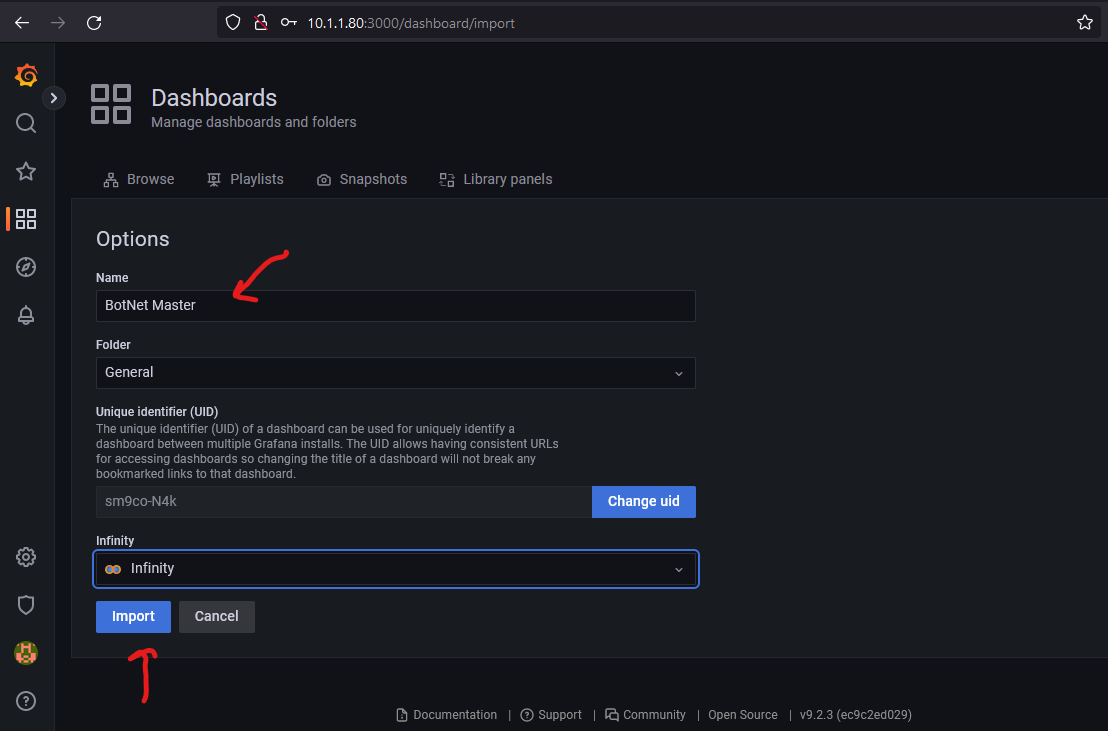 10.1.1.80:3000/dashboard/import
Dashboards
Manage dashboards and folders
Browse
Playlists
Snapshots
Library panels
Options
Name
BotNet Master
Folder
General
Unique identifier (UID)
The unique identifier (UID) of a dashboard can be used for uniquely identify a
dashboard between multiple Grafana installs. The UID allows having consistent URLs
for accessing dashboards so changing the title of a dashboard will not break any
bookmarked links to that dashboard.
sm9co-N4k
Change uid
Infinity
Infinity
Import
Cancel
Documentation | Support | Community | Open Source | v9.2.3 (ec9c2ed029)